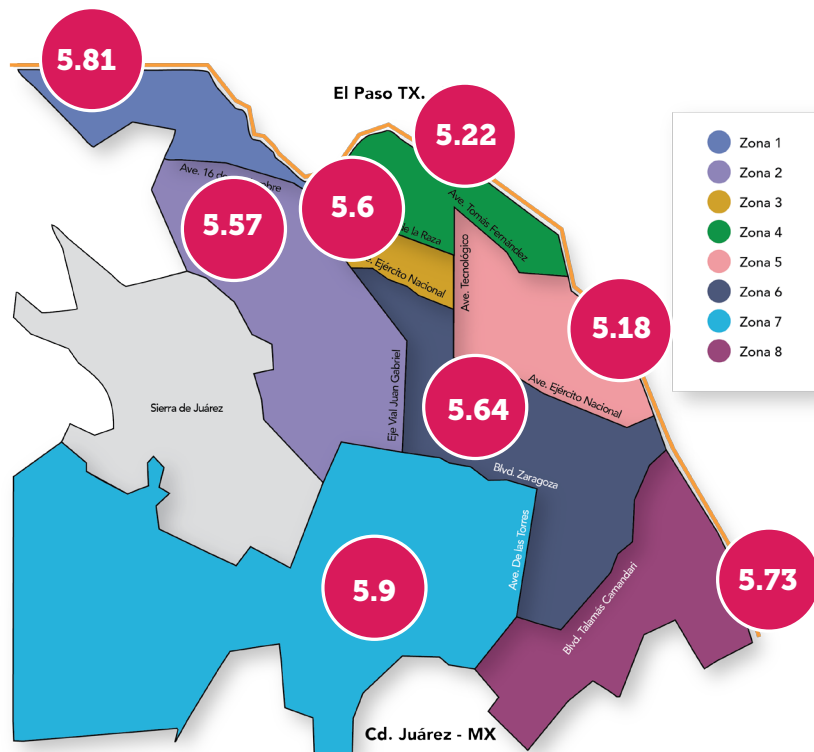 5.81
El Paso TX.
5.22
Zona 1
Zona 2
Zona 3
Zona 4
Zona 5
Zona 6
Zona 7
Zona 8
Ave. 16 de
5.57
5.6
Ave. Tomás Fernández
de la Raza
Ejército Nacional
Ave. Tecnológico
5.18
Sierra de Juárez
Eje Vial Juan Gabriel
5.64
Ave. Ejército Nacional
Blvd. Zaragoza
Ave. De las Torres
5.9
Blvd. Talamás Camandari
5.73
Cd. Juárez - MX